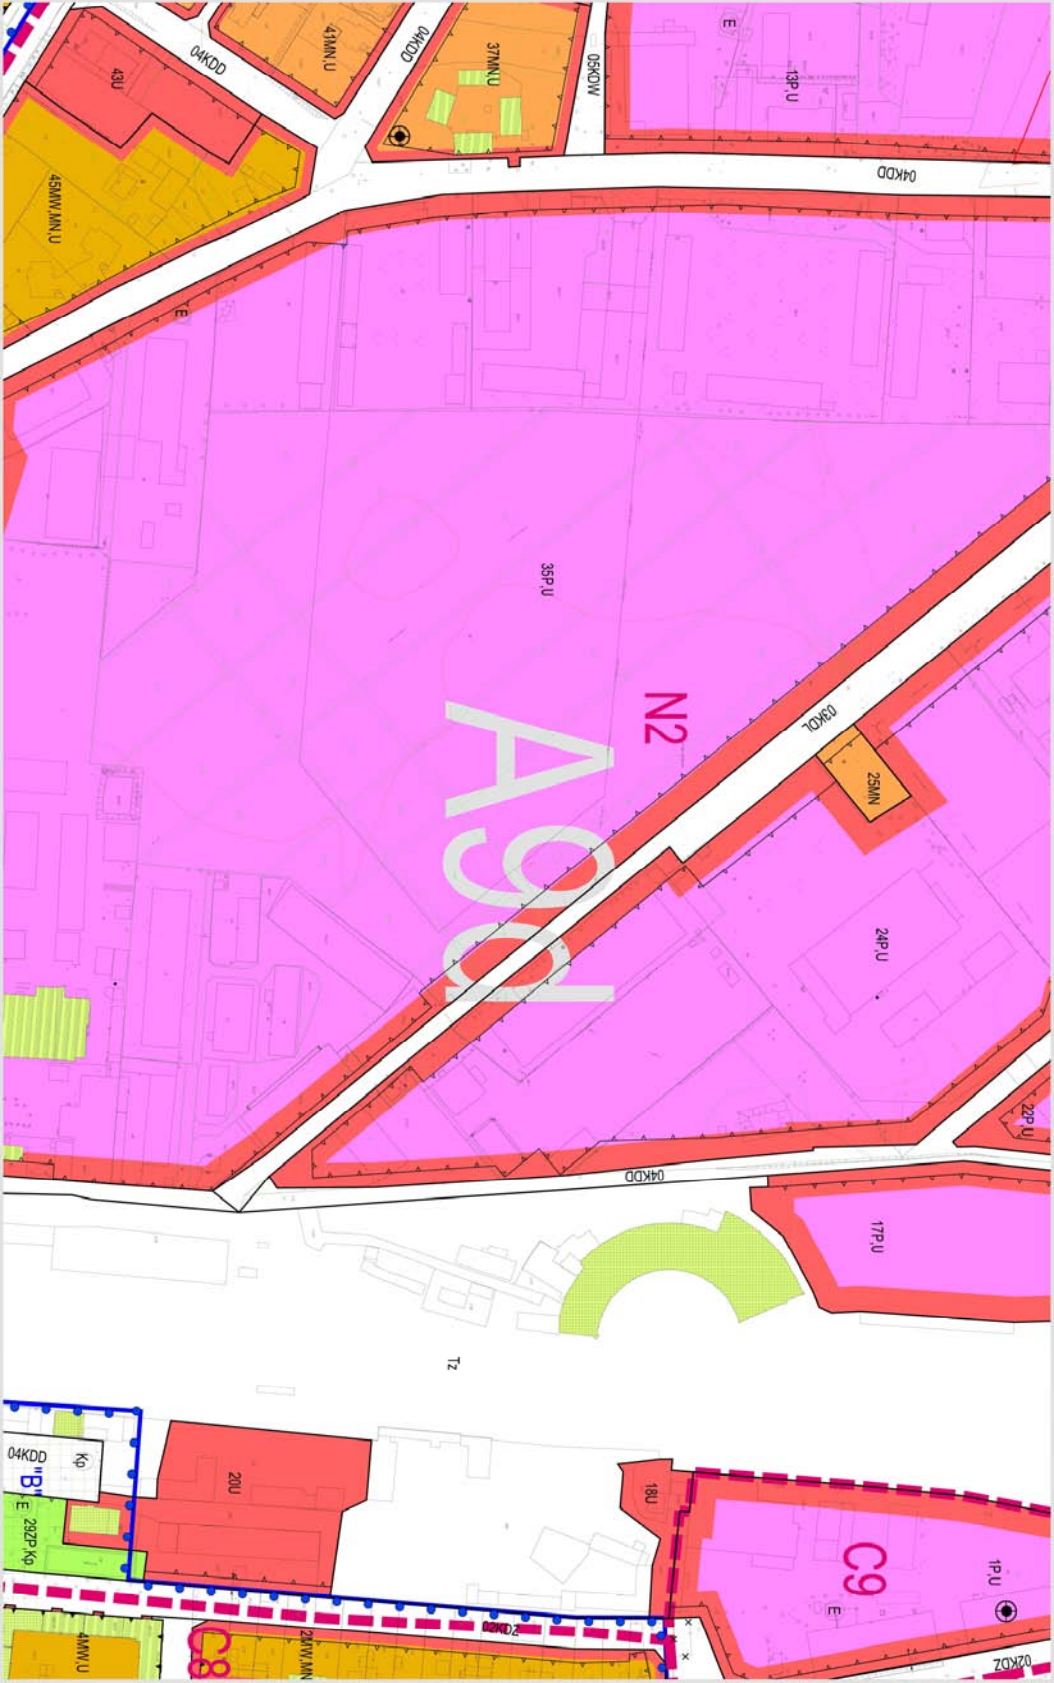 E
13P,U
41MN,U
04KDD
37MN,U
05KDW
04KDD
43U
04KDD
45MW,MN,U
E
35P,U
N2
03KDL
25MN
A9d
24P,U
22P,U
04KDD
17P,U
Tz
04KDD
Kp
"B"
E
29ZP,Kp
20U
18U
C9
1P,U
E
02KDZ
02KDZ
4MW,U
C8
2MW,MN